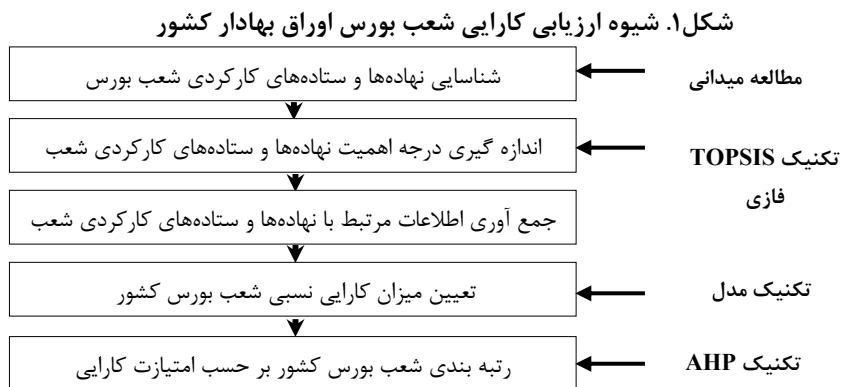 شکل۱. شیوه ارزیابی کارایی شعب بورس اوراق بهادار کشور
شناسایی نهاده‌ها و ستاده‌های کارکردی شعب بورس
مطالعه میدانی
اندازه گیری درجه اهمیت نهاده‌ها و ستاده‌های کارکردی شعب
تکنیک TOPSIS
فازی
جمع آوری اطلاعات مرتبط با نهاده‌ها و ستاده‌های کارکردی شعب
تعیین میزان کارایی نسبی شعب بورس کشور
تکنیک مدل
رتبه بندی شعب بورس کشور بر حسب امتیازت کارایی
تکنیک AHP